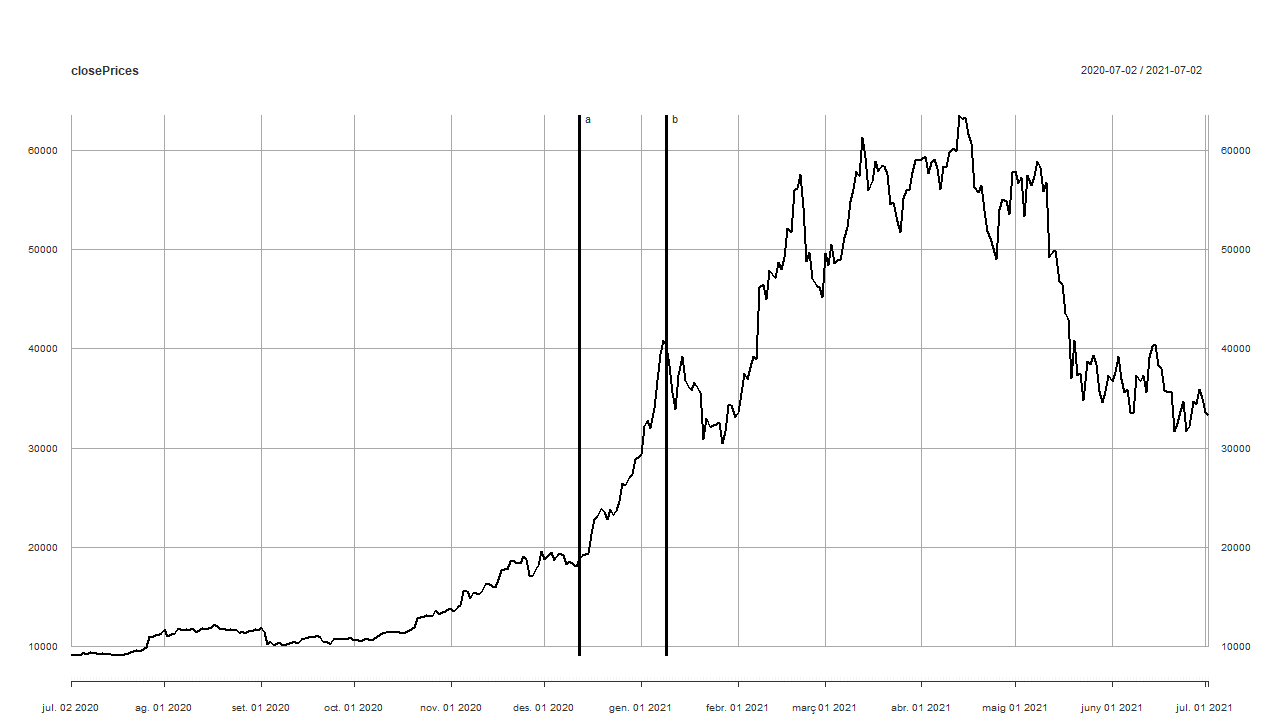 closePrices 2020-07-02 / 2021-07-02
a b
60000 60000
50000 50000
40000 40000
30000 30000
20000 20000
10000 10000
jul. 02 2020 ag. 01 2020 set. 01 2020 oct. 01 2020 nov. 01 2020 des. 01 2020 gen. 01 2021 febr. 01 2021 març 01 2021 abr. 01 2021 maig 01 2021 juny 01 2021 jul. 01 2021